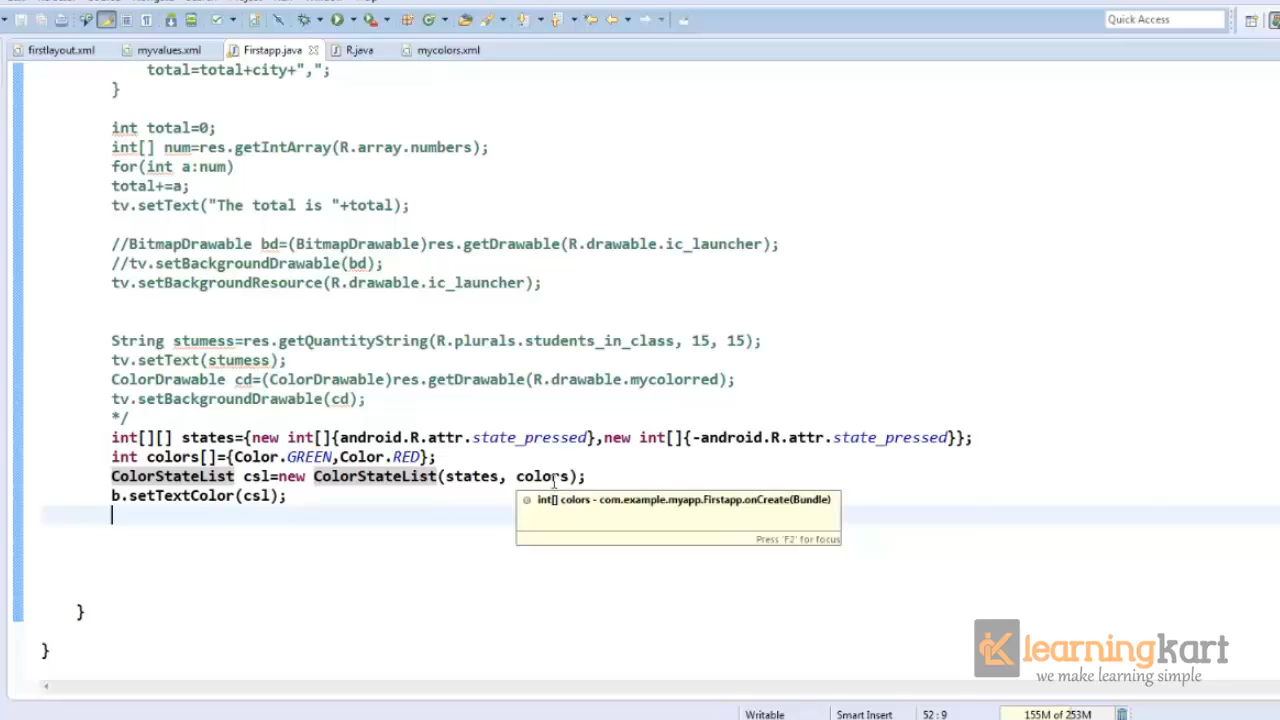 Quick Access
firstlayout.xml myvalues.xml Firstapp.java R.java mycolors.xml
total=total+city+",";
}
int total=0;
int[] num=res.getIntArray(R.array.numbers);
for(int a:num)
total+=a;
tv.setText("The total is "+total);
//BitmapDrawable bd=(BitmapDrawable)res.getDrawable(R.drawable.ic_launcher);
//tv.setBackgroundDrawable(bd);
tv.setBackgroundResource(R.drawable.ic_launcher);
String stumess=res.getQuantityString(R.plurals.students_in_class, 15, 15);
tv.setText(stumess);
ColorDrawable cd=(ColorDrawable)res.getDrawable(R.drawable.mycolorred);
tv.setBackgroundDrawable(cd);
*/
int[][] states={new int[]{android.R.attr.state_pressed},new int[]{-android.R.attr.state_pressed}};
int colors[]={Color.GREEN,Color.RED};
ColorStateList csl=new ColorStateList(states, colors);
b.setTextColor(csl);
int[] colors - com.example.myapp.Firstapp.onCreate(Bundle)
Press 'F2' for focus
}
}
learningkart
we make learning simple
Writable Smart Insert 52 : 9 155M of 253M